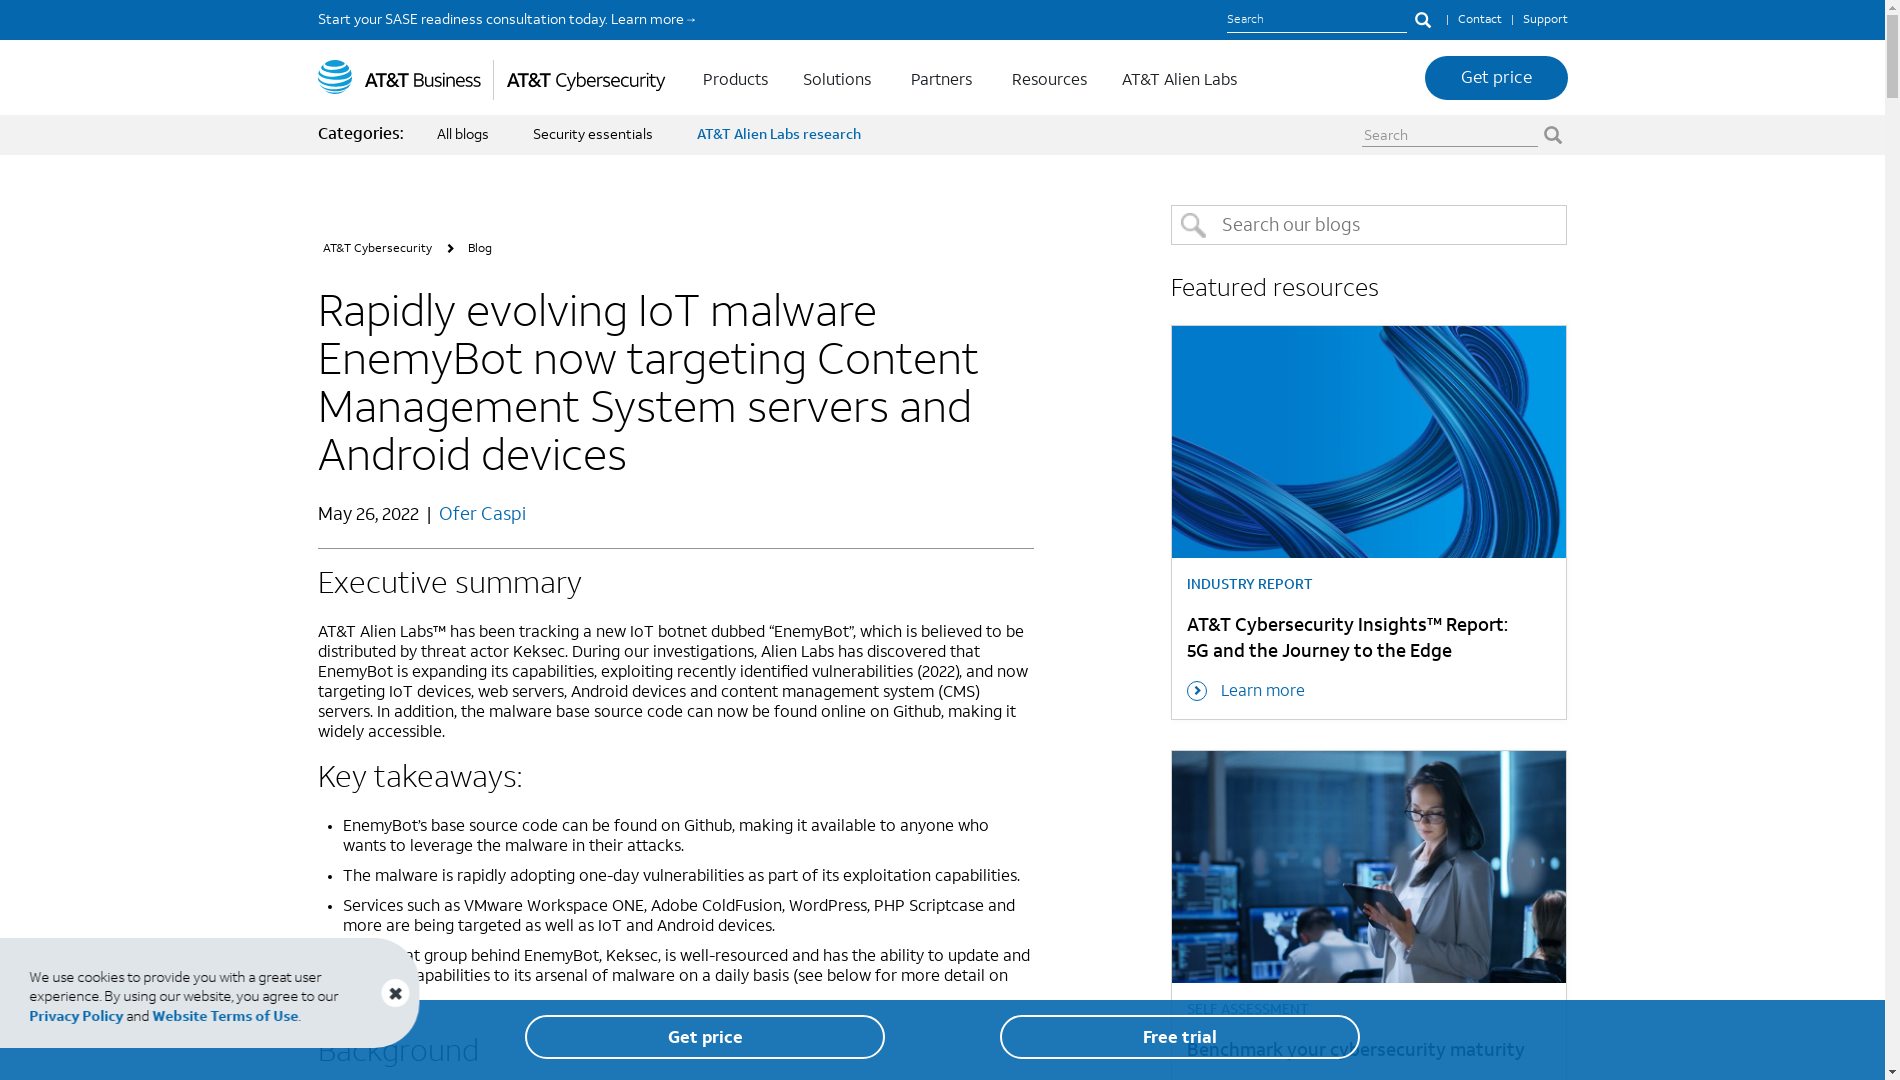 Start your SASE readiness consultation today. Learn more →
Search
| Contact | Support
AT&T Business
AT&T Cybersecurity
Products
Solutions
Partners
Resources
AT&T Alien Labs
Get price
Categories:
All blogs
Security essentials
AT&T Alien Labs research
Search
AT&T Cybersecurity
Blog
Rapidly evolving IoT malware
EnemyBot now targeting Content
Management System servers and
Android devices
May 26, 2022 | Ofer Caspi
Executive summary
AT&T Alien Labs™ has been tracking a new IoT botnet dubbed “EnemyBot”, which is believed to be
distributed by threat actor Keksec. During our investigations, Alien Labs has discovered that
EnemyBot is expanding its capabilities, exploiting recently identified vulnerabilities (2022), and now
targeting IoT devices, web servers, Android devices and content management system (CMS)
servers. In addition, the malware base source code can now be found online on Github, making it
widely accessible.
Key takeaways:
• EnemyBot’s base source code can be found on Github, making it available to anyone who
wants to leverage the malware in their attacks.
• The malware is rapidly adopting one-day vulnerabilities as part of its exploitation capabilities.
• Services such as VMware Workspace ONE, Adobe ColdFusion, WordPress, PHP Scriptcase and
more are being targeted as well as IoT and Android devices.
group behind EnemyBot, Keksec, is well-resourced and has the ability to update and
capabilities to its arsenal of malware on a daily basis (see below for more detail on
Background
Search our blogs
Featured resources
INDUSTRY REPORT
AT&T Cybersecurity Insights™ Report:
5G and the Journey to the Edge
Learn more
SELF ASSESSMENT
Benchmark your cybersecurity maturity
We use cookies to provide you with a great user
experience. By using our website, you agree to our
Privacy Policy and Website Terms of Use.
Get price
Free trial